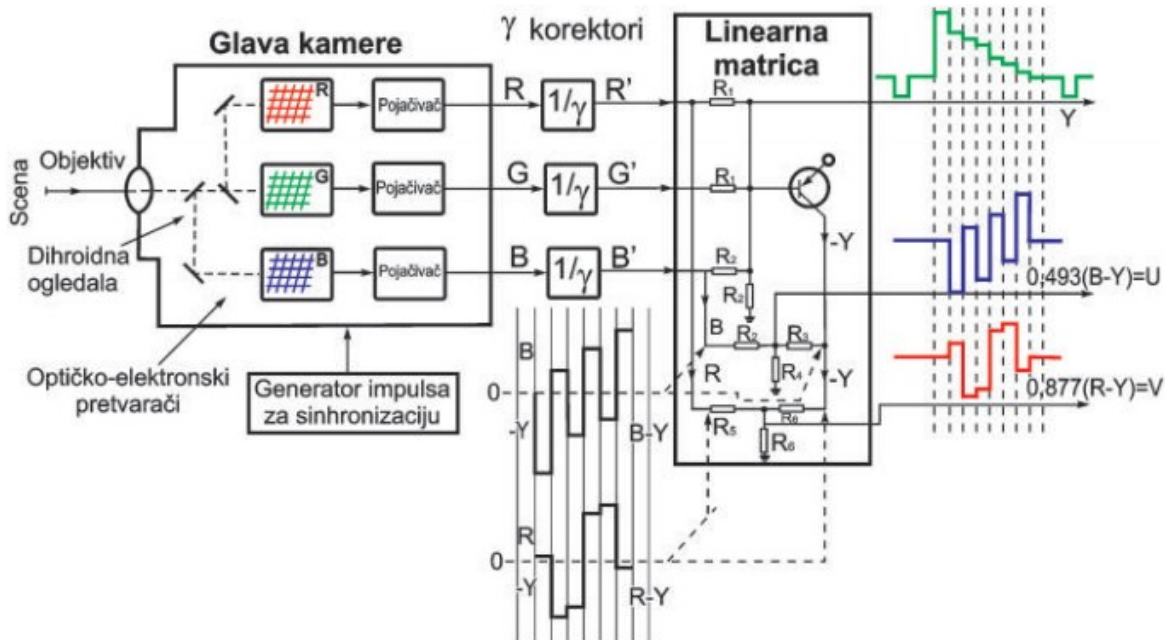 Glava kamere
γ korektori
Linearna
matrica
Scena
Objektiv
Dihroidna
ogledala
Optičko-elektronski
pretvarači
R
Pojačivač
R
1/γ
R'
G
Pojačivač
G
1/γ
G'
B
Pojačivač
B
1/γ
B'
Generator impulsa
za sinhronizaciju
R₁
R₁
R₂
R₂
-Y
B
R₂
R₃
R₄
R
-Y
R₅
R₆
R₆
Y
0,493(B-Y)=U
0,877(R-Y)=V
B
0
-Y
B-Y
R
0
-Y
R-Y